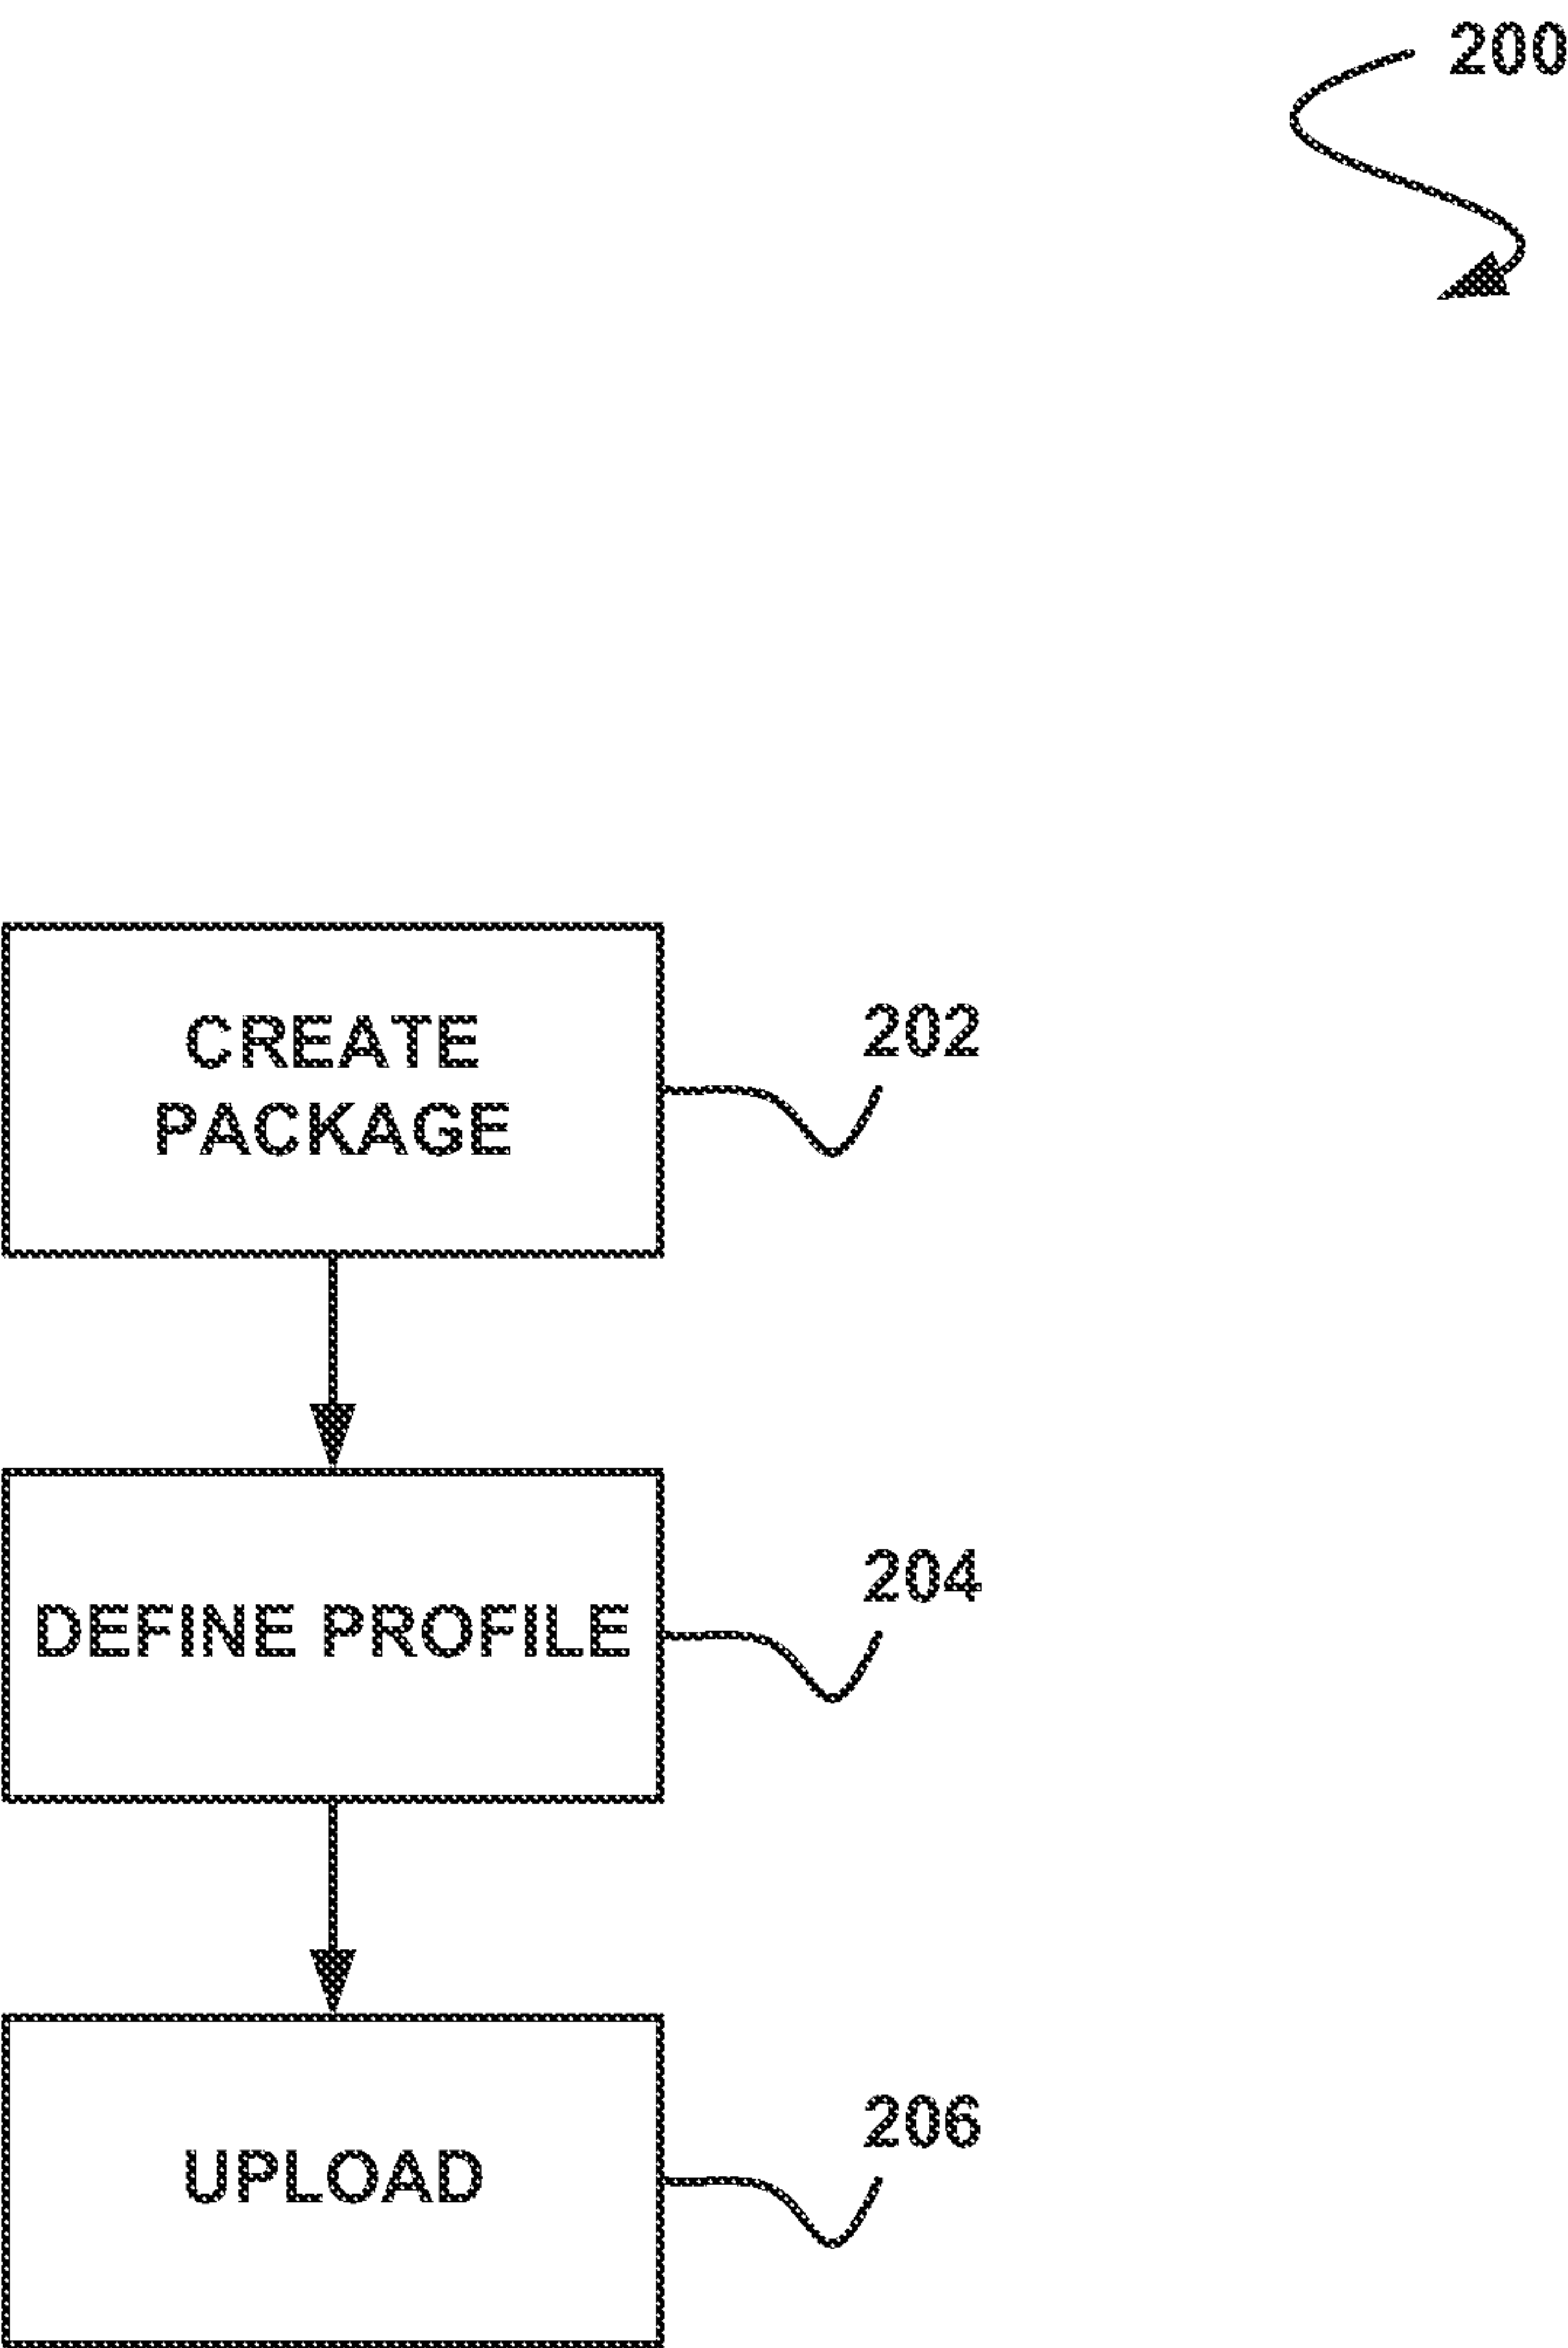 200
CREATE
PACKAGE
202
DEFINE PROFILE
204
UPLOAD
206